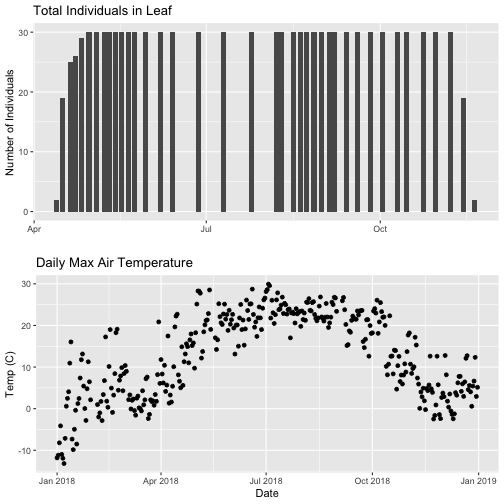 Total Individuals in Leaf
30
20
10
0
Number of Individuals
Apr Jul Oct
Daily Max Air Temperature
30
20
10
0
-10
Temp (C)
Jan 2018 Apr 2018 Jul 2018 Oct 2018 Jan 2019
Date